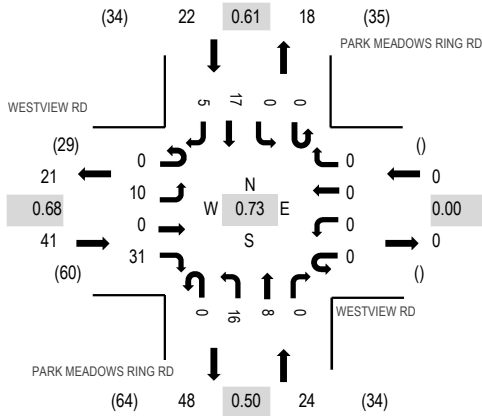 (34) 22 0.61 18 (35)
PARK MEADOWS RING RD
5 17 0 0
WESTVIEW RD
(29) ()
0 0
21 0
10 0
N
0.68 W 0.73 E 0.00
0 0
S
41 0
31 0
(60) ()
0 16 8 0
WESTVIEW RD
PARK MEADOWS RING RD
(64) 48 0.50 24 (34)